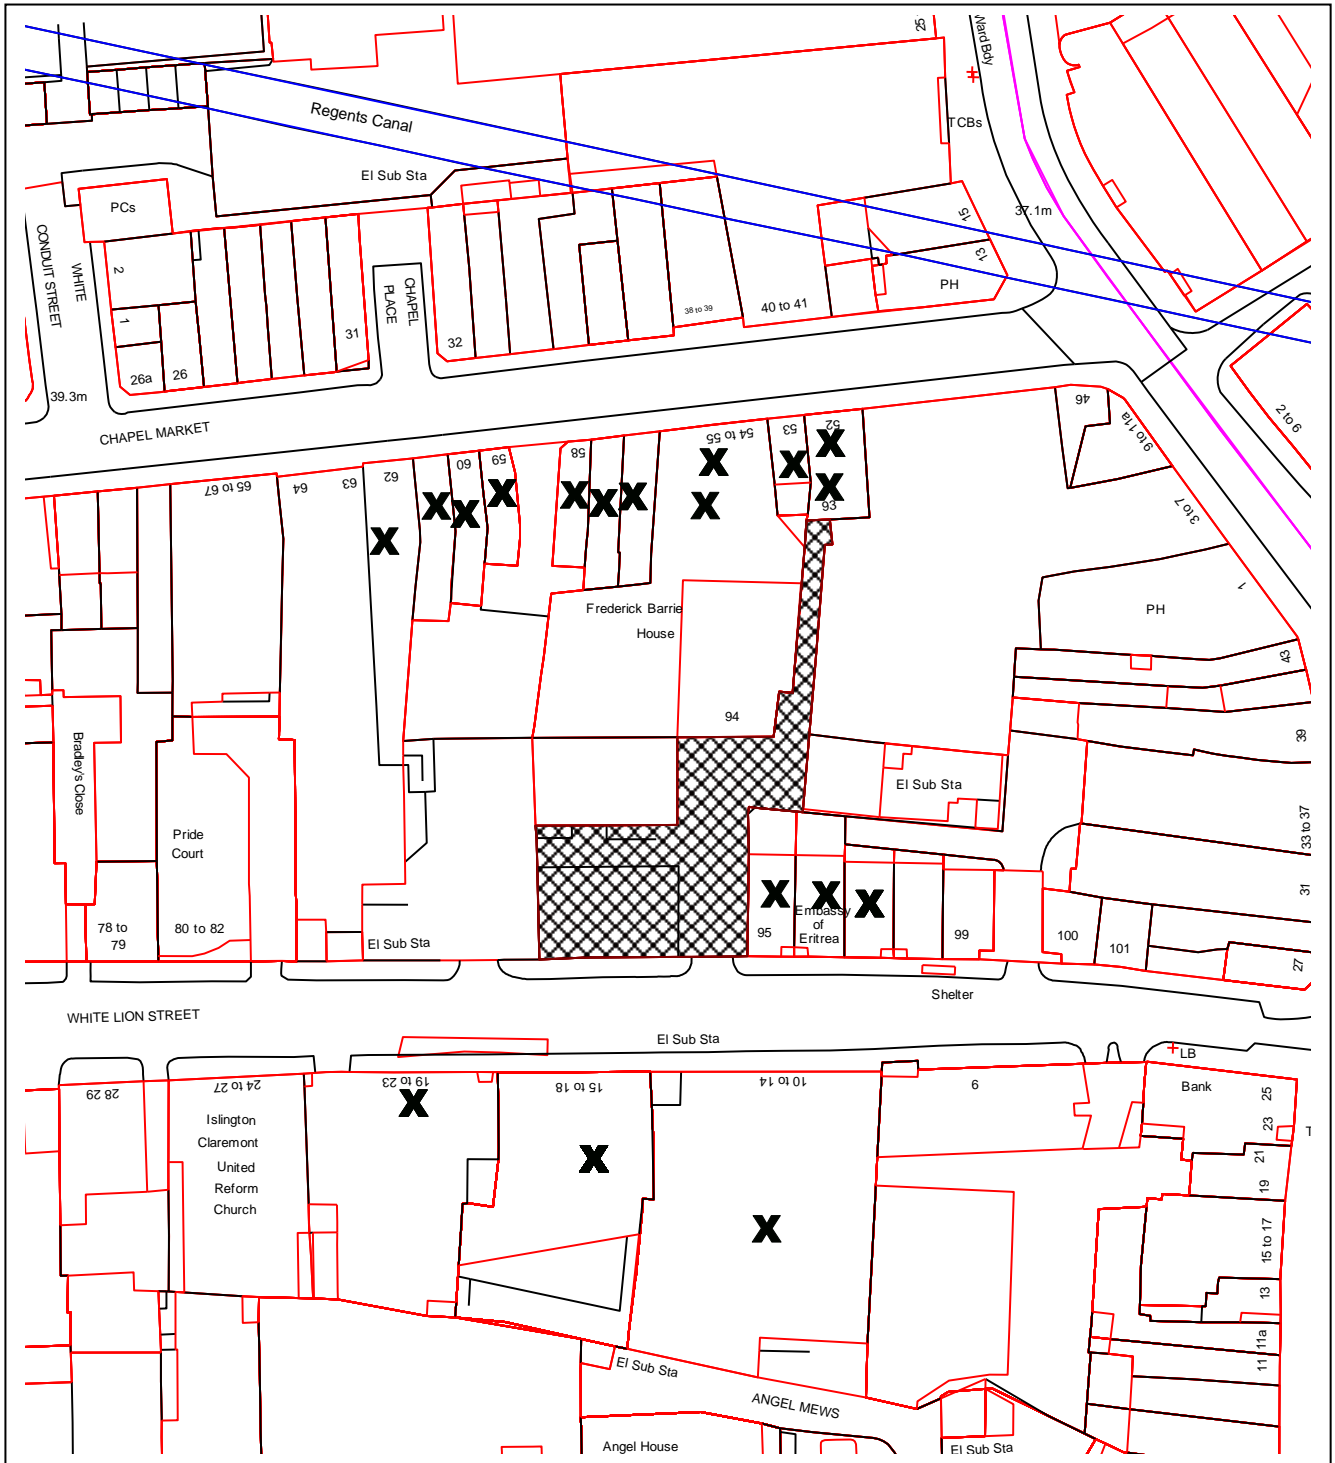 25
Ward Bdy
Regents Canal
TCBs
El Sub Sta
PCs
15
37.1m
13
PH
CONDUIT STREET
WHITE
2
1
CHAPEL
PLACE
38 to 39
40 to 41
31
32
26a
26
39.3m
CHAPEL MARKET
2 to 6
46
9 to 11a
3 to 7
1
PH
43
39
65 to 67
64
63
62
X
X
60
X
59
X
58
X
X
X
54 to 55
X
X
53
X
52
X
X
93
Frederick Barrie
House
94
El Sub Sta
Bradley's Close
Pride
Court
33 to 37
31
78 to
79
80 to 82
El Sub Sta
X
X
X
95
Embassy
of
Eritrea
99
100
101
27
Shelter
WHITE LION STREET
El Sub Sta
LB
28 29
24 to 27
19 to 23
X
15 to 18
X
10 to 14
X
6
Bank
25
23
T
21
19
15 to 17
13
11a
11
Islington
Claremont
United
Reform
Church
El Sub Sta
ANGEL MEWS
Angel House
El Sub Sta